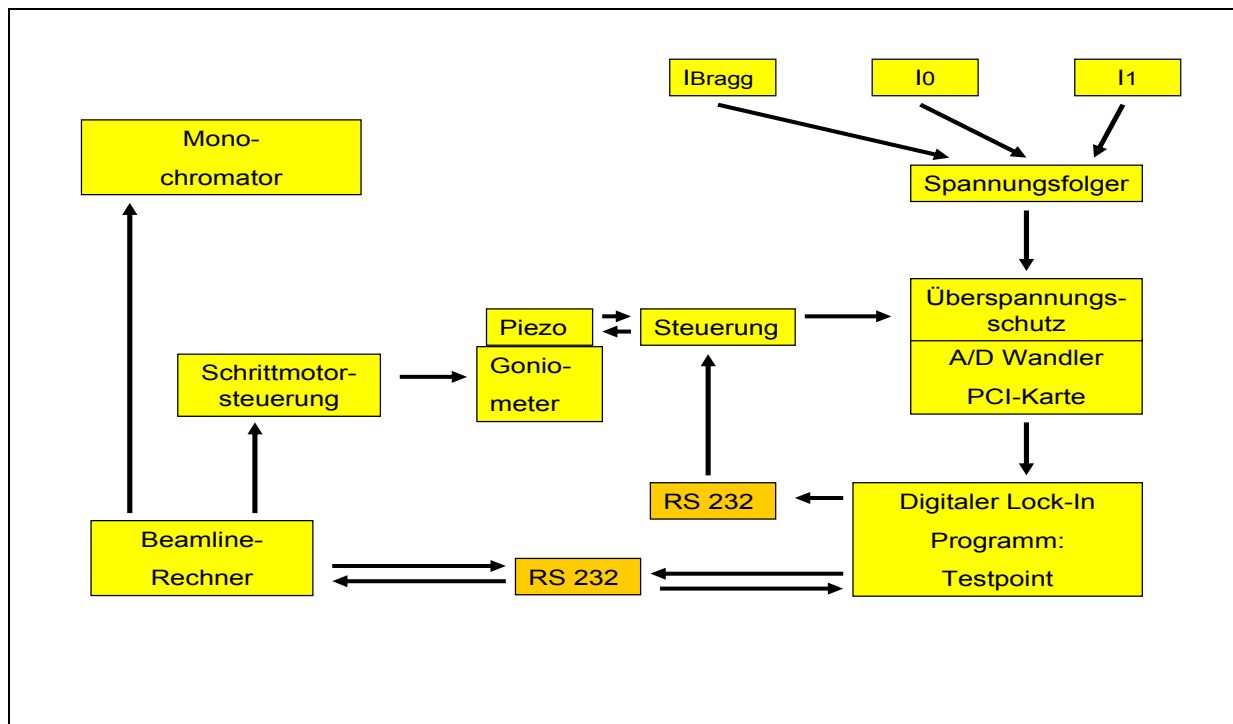 IBragg
I0
I1
Mono-
chromator
Spannungsfolger
Überspannungs-
schutz
Piezo
Steuerung
A/D Wandler
PCI-Karte
Schrittmotor-
steuerung
Gonio-
meter
RS 232
Digitaler Lock-In
Programm:
Testpoint
Beamline-
Rechner
RS 232